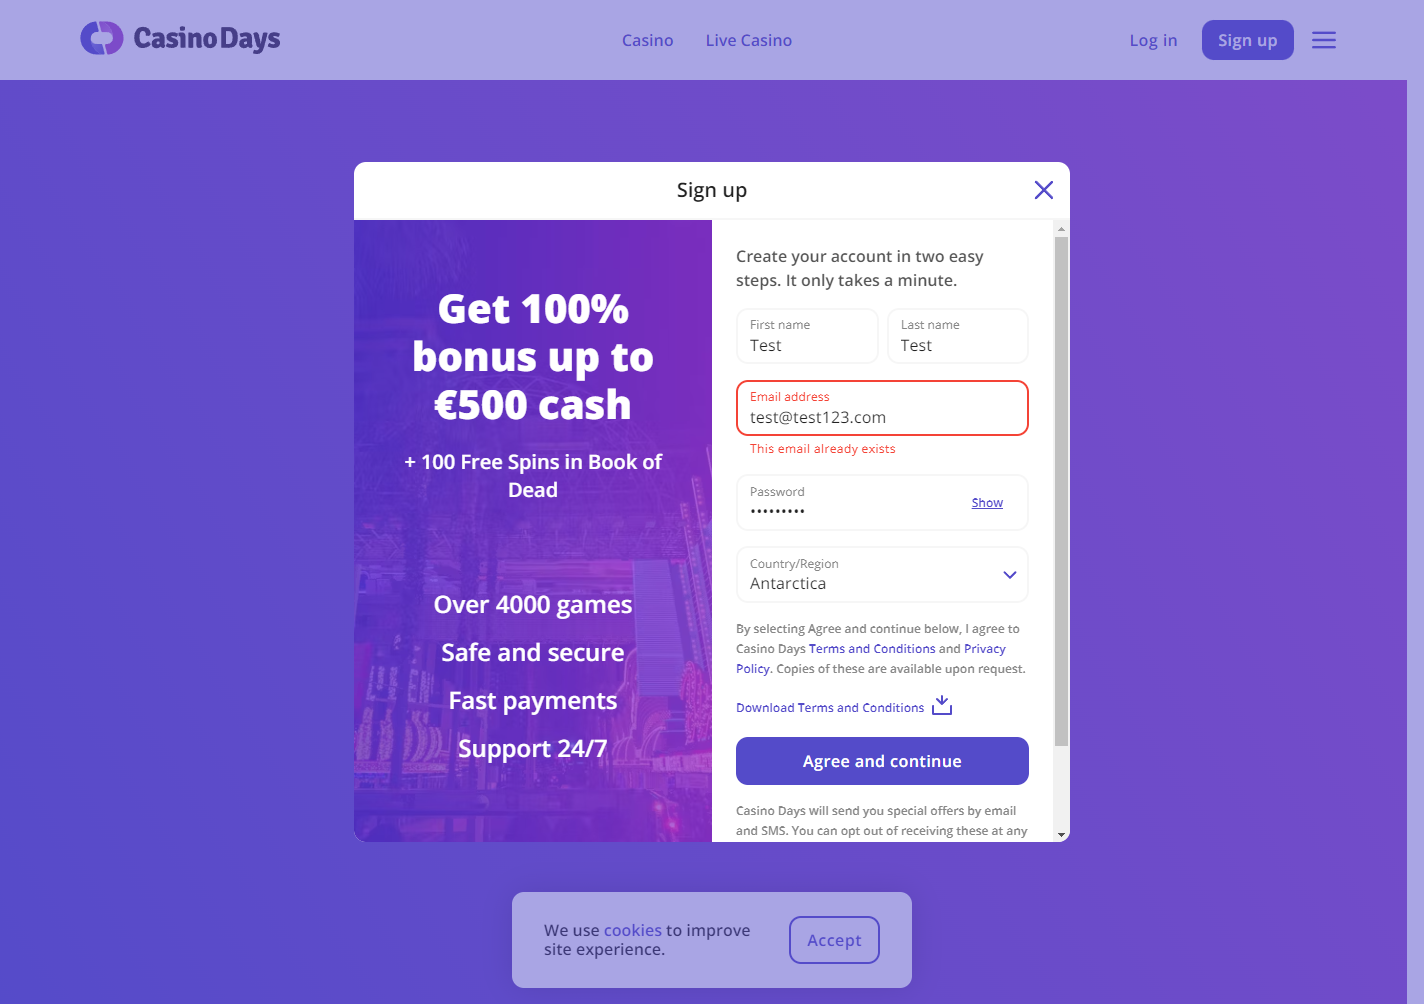 Casino Days
Casino
Live Casino
Log in
Sign up
Sign up
Get 100%
bonus up to
€500 cash
+ 100 Free Spins in Book of
Dead
Over 4000 games
Safe and secure
Fast payments
Support 24/7
Create your account in two easy
steps. It only takes a minute.
First name
Test
Last name
Test
Email address
test@test123.com
This email already exists
Password
•••••••••
Show
Country/Region
Antarctica
By selecting Agree and continue below, I agree to
Casino Days Terms and Conditions and Privacy
Policy. Copies of these are available upon request.
Download Terms and Conditions
Agree and continue
Casino Days will send you special offers by email
and SMS. You can opt out of receiving these at any
We use cookies to improve
site experience.
Accept